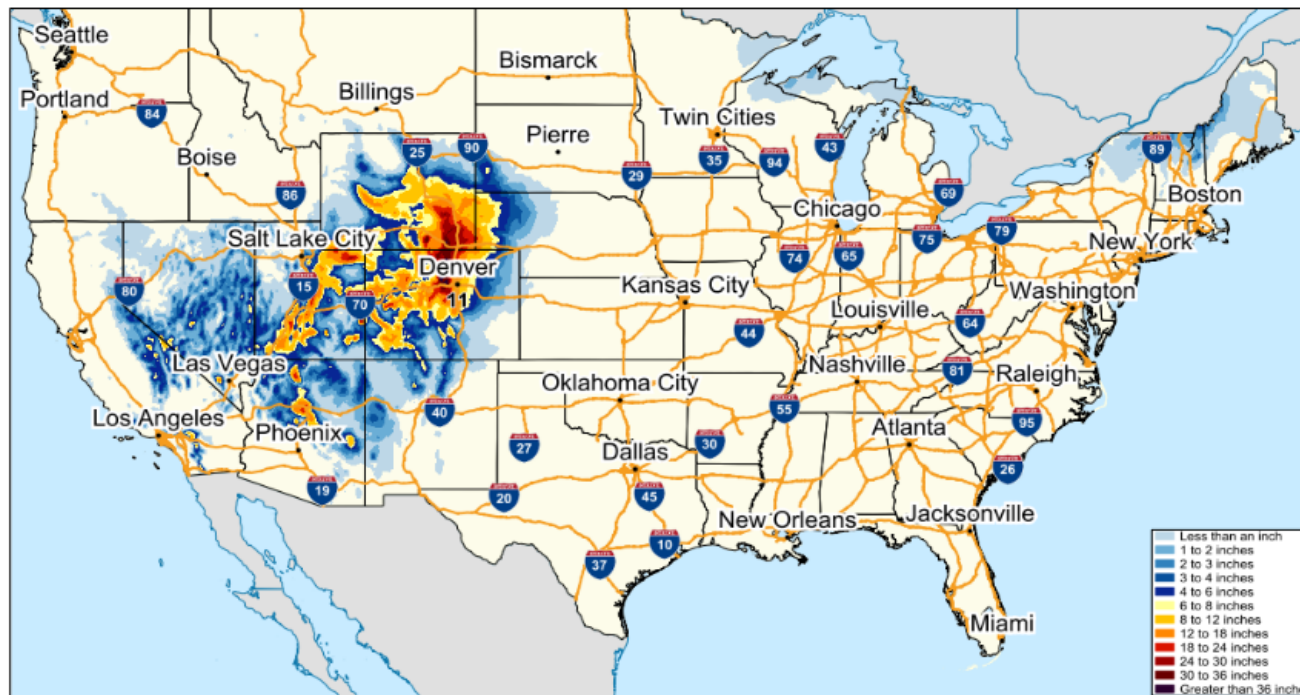 Seattle
Bismarck
Portland
84
Billings
Twin Cities
25
90
Pierre
35
94
43
89
Boise
29
Boston
86
69
Chicago
Salt Lake City
79
New York
75
74
65
Denver
80
15
70
11
Kansas City
Washington
Louisville
64
44
Las Vegas
Nashville
81
Raleigh
Oklahoma City
Los Angeles
40
55
95
Phoenix
27
30
Atlanta
Dallas
26
19
20
45
New Orleans
Jacksonville
10
37
Miami
Less than an inch
1 to 2 inches
2 to 3 inches
3 to 4 inches
4 to 6 inches
6 to 8 inches
8 to 12 inches
12 to 18 inches
18 to 24 inches
24 to 30 inches
30 to 36 inches
Greater than 36 inche